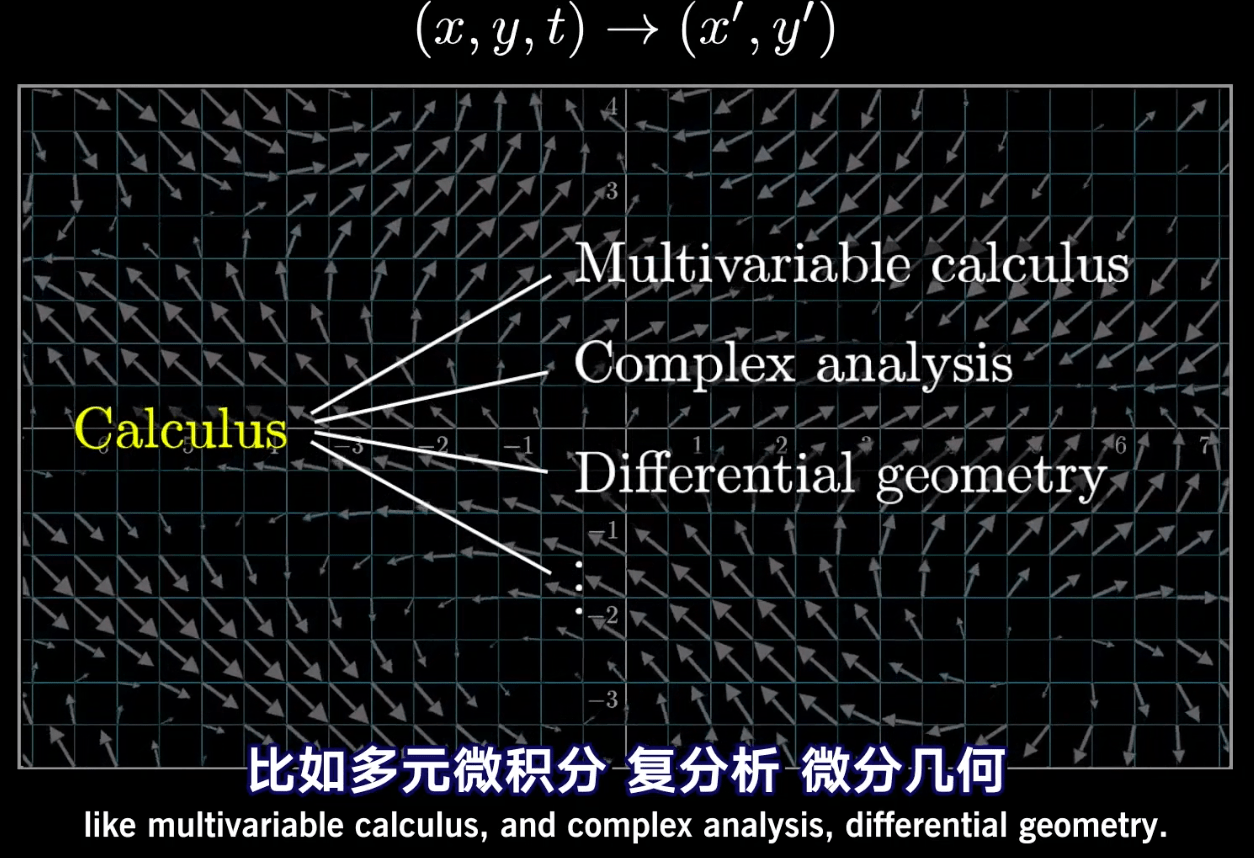 (x, y, t) → (x′, y′)
4
3
Multivariable calculus
Complex analysis
Calculus
-5
-3
-2
-1
1
2
3
6
7
Differential geometry
-1
⋮
-2
-3
比如多元微积分 复分析 微分几何
like multivariable calculus, and complex analysis, differential geometry.